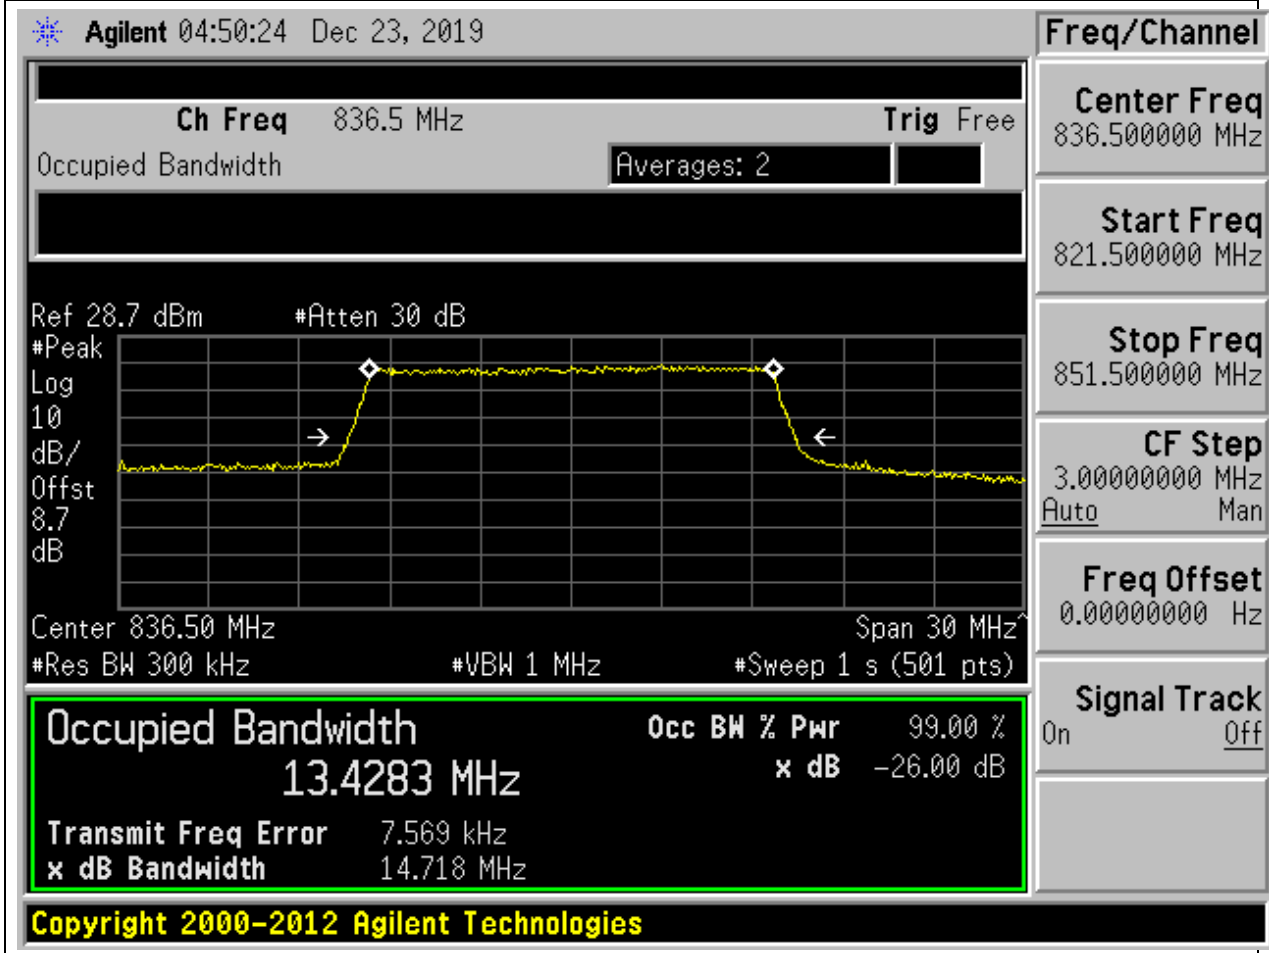 Agilent 04:50:24 Dec 23, 2019
Freq/Channel
Ch Freq 836.5 MHz Trig Free
Occupied Bandwidth Averages: 2
Center Freq
836.500000 MHz
Start Freq
821.500000 MHz
Stop Freq
851.500000 MHz
CF Step
3.00000000 MHz
Auto Man
Freq Offset
0.00000000 Hz
Signal Track
On Off
Ref 28.7 dBm #Atten 30 dB
#Peak
Log
10
dB/
Offst
8.7
dB
Center 836.50 MHz Span 30 MHz^
#Res BW 300 kHz #VBW 1 MHz #Sweep 1 s (501 pts)
Occupied Bandwidth Occ BW % Pwr 99.00 %
13.4283 MHz x dB -26.00 dB
Transmit Freq Error 7.569 kHz
x dB Bandwidth 14.718 MHz
Copyright 2000-2012 Agilent Technologies